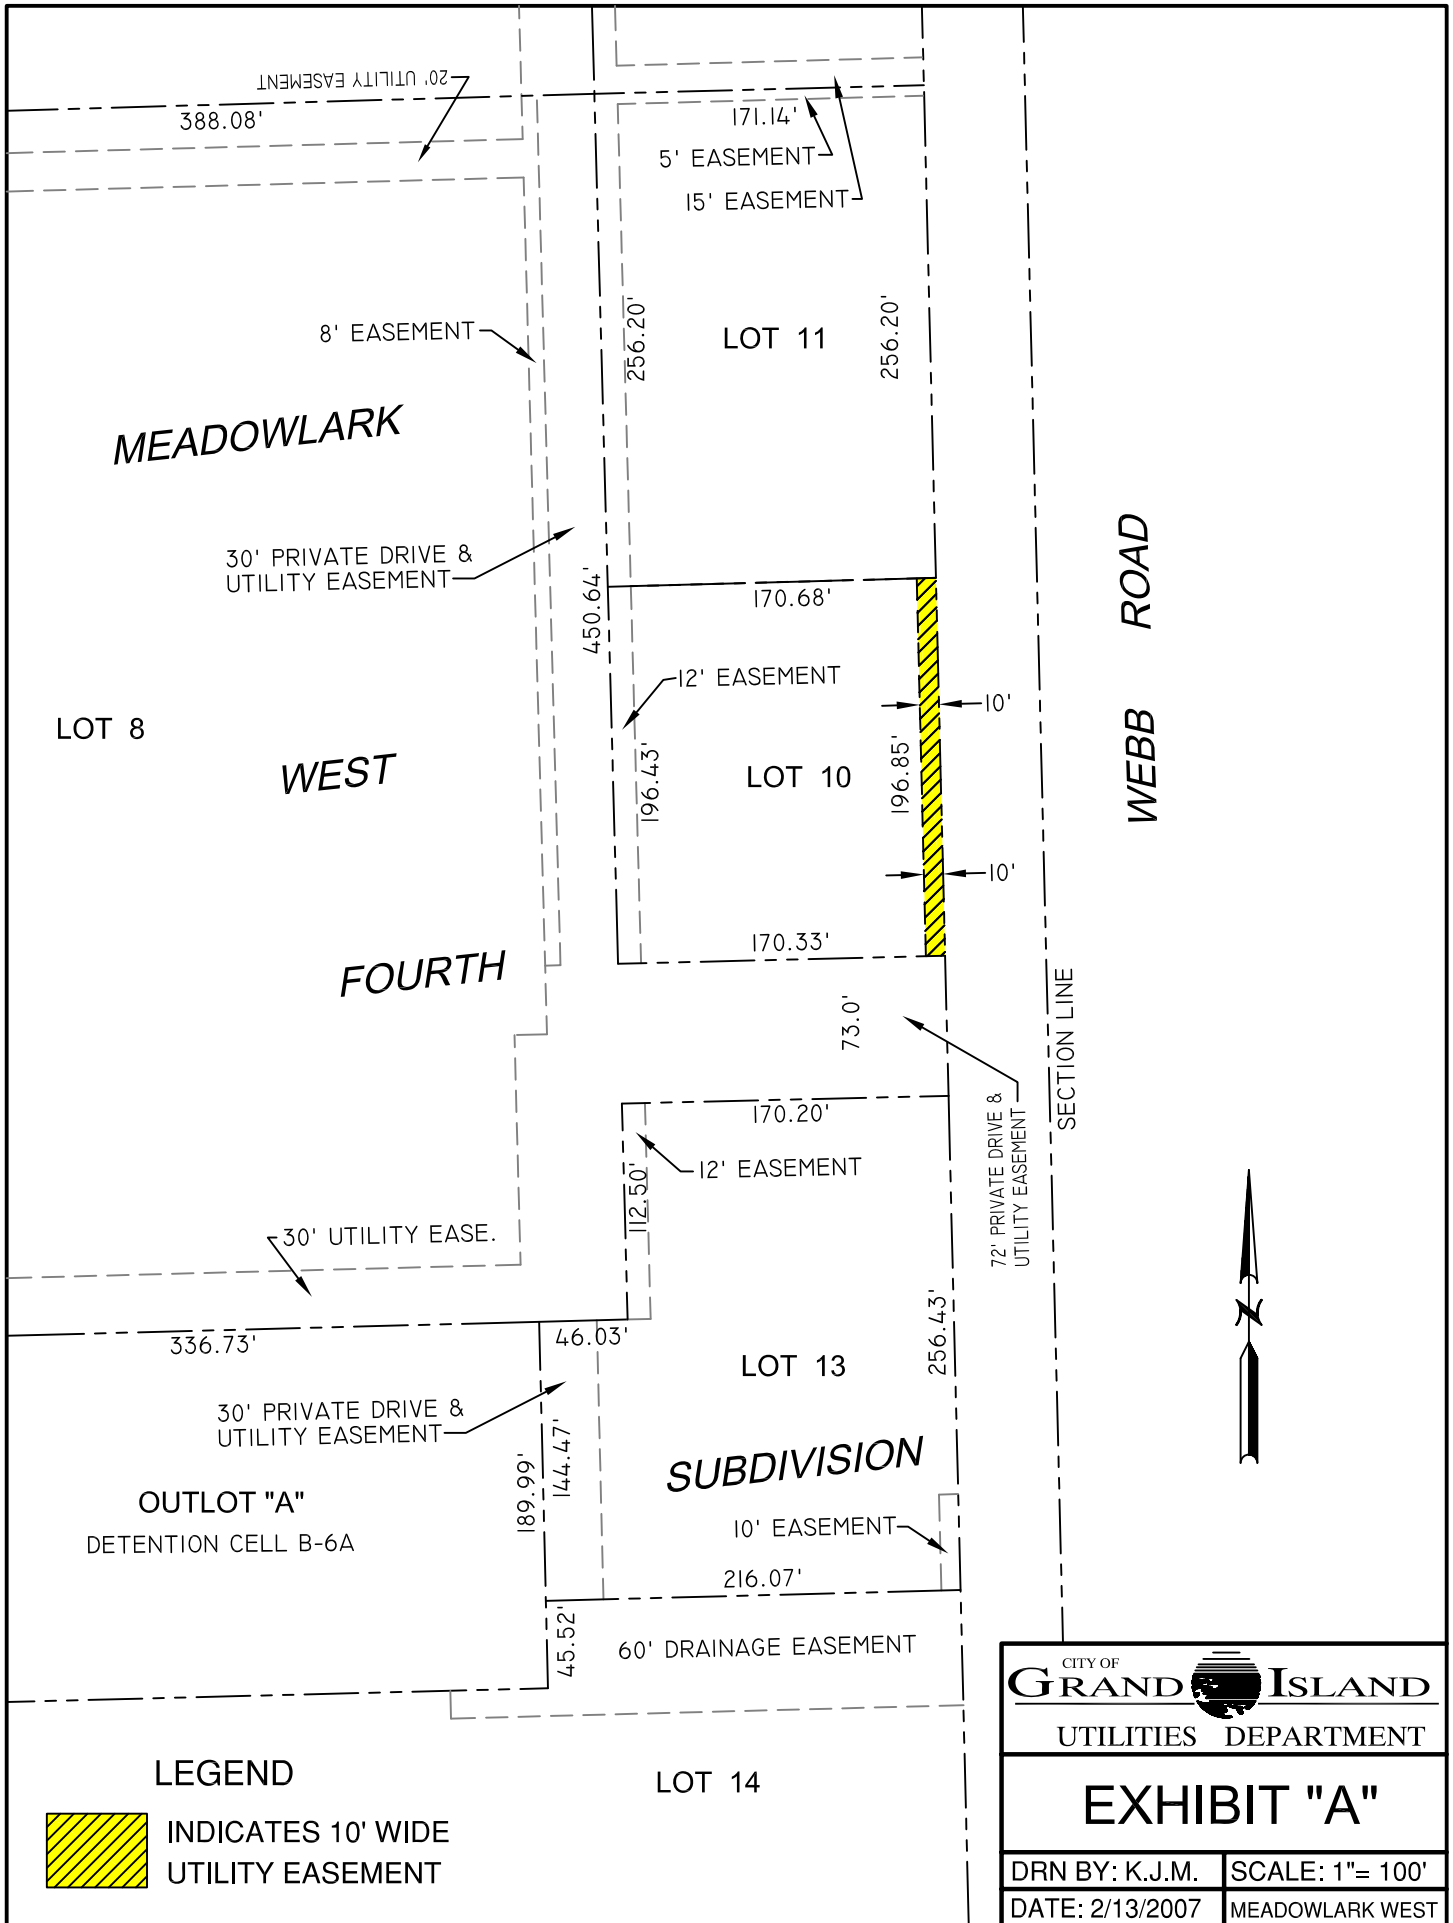 20' UTILITY EASEMENT
388.08'
171.14'
5' EASEMENT
15' EASEMENT
256.20'
LOT 11
256.20'
8' EASEMENT
MEADOWLARK
30' PRIVATE DRIVE &
UTILITY EASEMENT
450.64'
170.68'
WEBB ROAD
12' EASEMENT
10'
LOT 8
WEST
196.43'
LOT 10
196.85'
10'
170.33'
FOURTH
73.0'
SECTION LINE
170.20'
72' PRIVATE DRIVE &
UTILITY EASEMENT
12' EASEMENT
112.50'
30' UTILITY EASE.
336.73'
46.03'
LOT 13
256.43'
N
30' PRIVATE DRIVE &
UTILITY EASEMENT
144.47'
189.99'
SUBDIVISION
OUTLOT "A"
DETENTION CELL B-6A
10' EASEMENT
216.07'
45.52'
60' DRAINAGE EASEMENT
LOT 14
LEGEND
INDICATES 10' WIDE
UTILITY EASEMENT
CITY OF
GRAND ISLAND
UTILITIES DEPARTMENT
EXHIBIT "A"
DRN BY: K.J.M.
SCALE: 1"= 100'
DATE: 2/13/2007
MEADOWLARK WEST